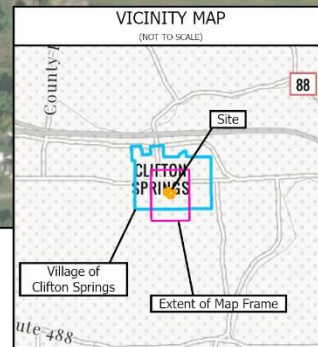 VICINITY MAP
(NOT TO SCALE)
County
88
Site
CLIFTON
SPRINGS
Village of
Clifton Springs
Extent of Map Frame
ute 488